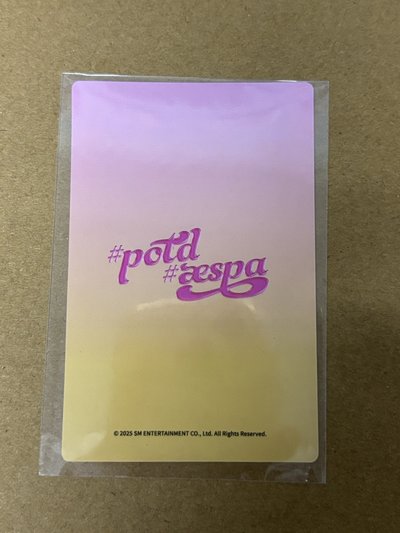 #potd
#æspa
© 2025 SM ENTERTAINMENT CO., Ltd. All Rights Reserved.